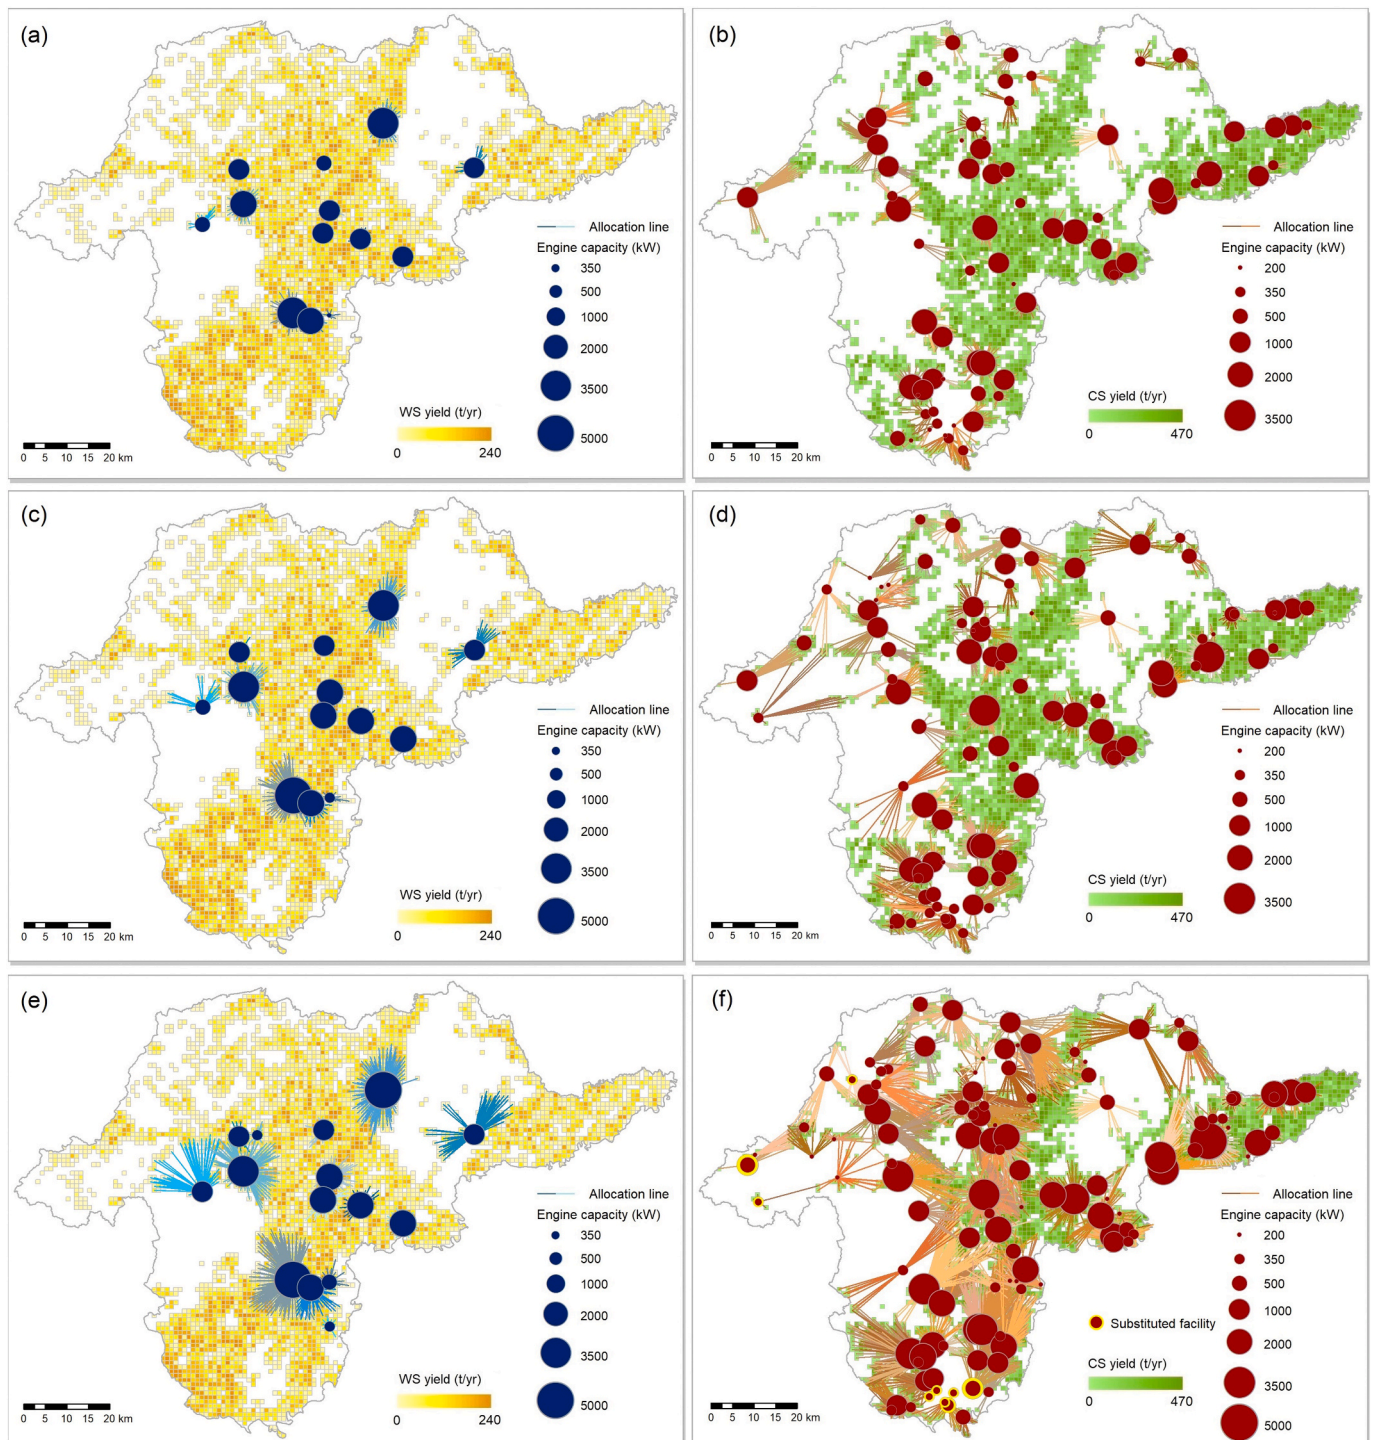 (a)
Allocation line
Engine capacity (kW)
350
500
1000
2000
3500
5000
WS yield (t/yr)
0 240
0 5 10 15 20 km
(b)
Allocation line
Engine capacity (kW)
200
350
500
1000
2000
3500
CS yield (t/yr)
0 470
0 5 10 15 20 km
(c)
Allocation line
Engine capacity (kW)
350
500
1000
2000
3500
5000
WS yield (t/yr)
0 240
0 5 10 15 20 km
(d)
Allocation line
Engine capacity (kW)
200
350
500
1000
2000
3500
CS yield (t/yr)
0 470
0 5 10 15 20 km
(e)
Allocation line
Engine capacity (kW)
350
500
1000
2000
3500
5000
WS yield (t/yr)
0 240
0 5 10 15 20 km
(f)
Allocation line
Engine capacity (kW)
200
350
500
1000
2000
3500
5000
Substituted facility
CS yield (t/yr)
0 470
0 5 10 15 20 km